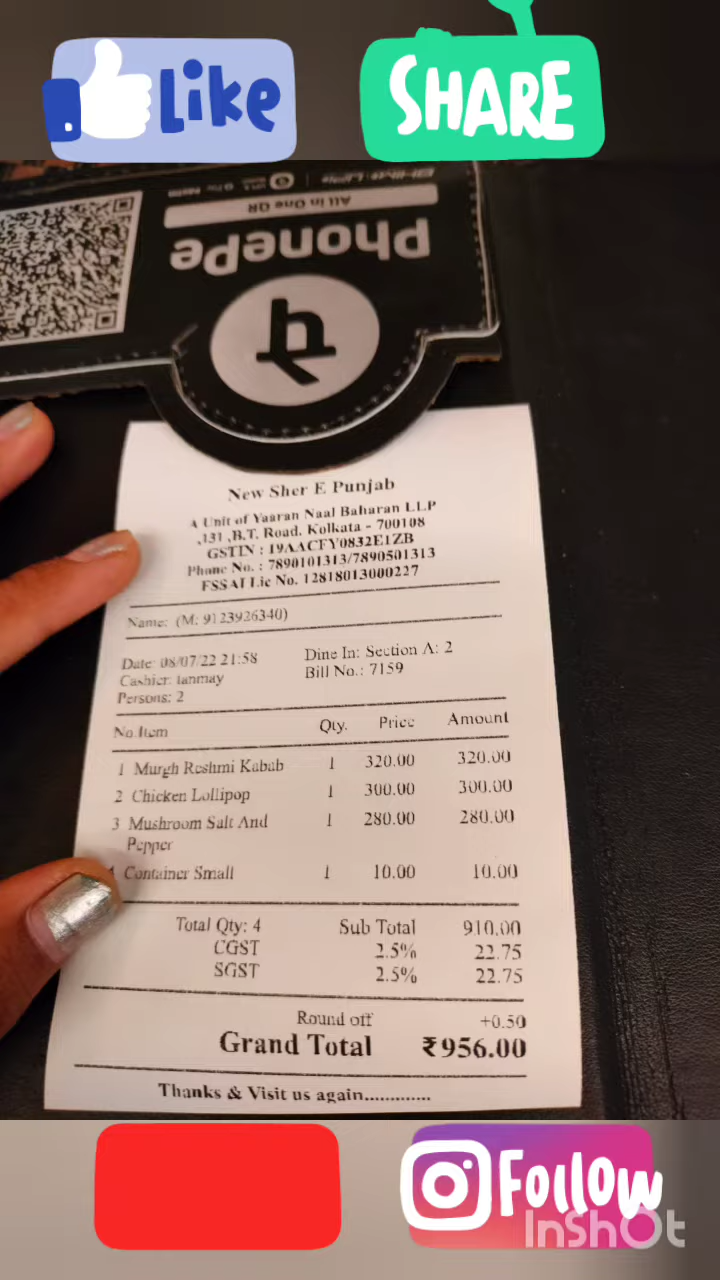 Like
SHARE
All in One QR
PhonePe
New Sher E Punjab
A Unit of Yaaran Naal Baharan LLP
,131 ,B.T. Road. Kolkata - 700108
GSTIN : 19AACFY0832E1ZB
Phone No. : 7890101313/7890501313
FSSAI Lic No. 12818013000227
Name: (M: 9123926340)
Date: 08/07/22 21:58 Dine In: Section A: 2
Cashier: tanmay Bill No.: 7159
Persons: 2
No.Item Qty. Price Amount
1 Murgh Reshmi Kabab 1 320.00 320.00
2 Chicken Lollipop 1 300.00 300.00
3 Mushroom Salt And 1 280.00 280.00
Pepper
4 Container Small 1 10.00 10.00
Total Qty: 4 Sub Total 910.00
CGST 2.5% 22.75
SGST 2.5% 22.75
Round off +0.50
Grand Total ₹956.00
Thanks & Visit us again.............
Follow
InShOt